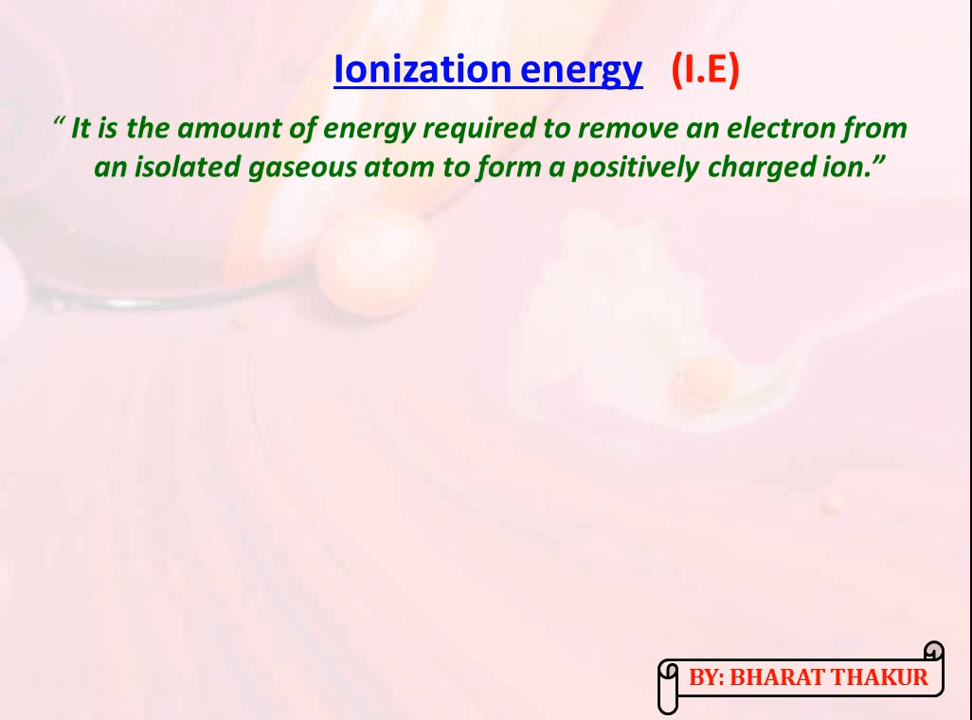 Ionization energy (I.E)
“ It is the amount of energy required to remove an electron from
an isolated gaseous atom to form a positively charged ion.”
BY: BHARAT THAKUR